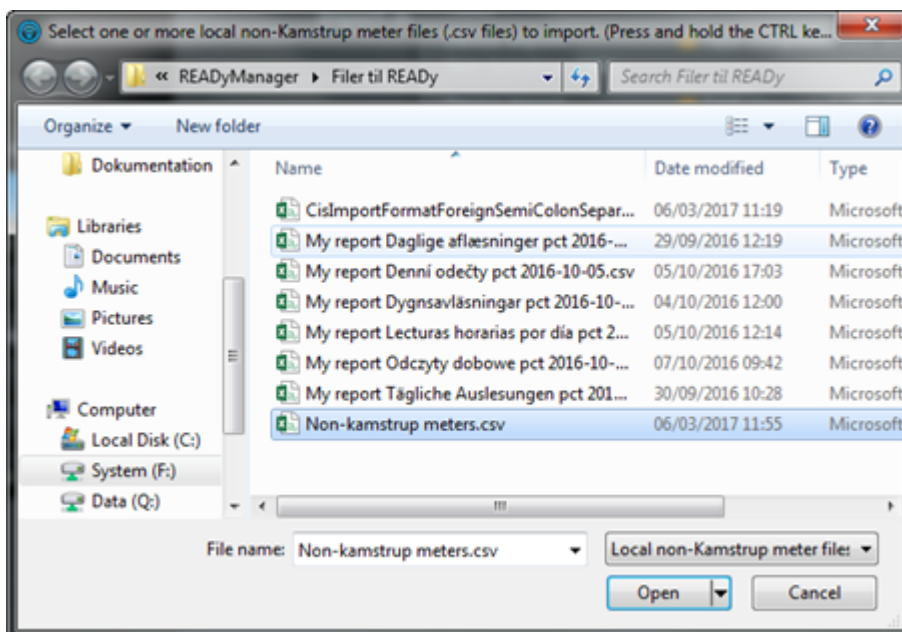 Select one or more local non-Kamstrup meter files (.csv files) to import. (Press and hold the CTRL ke...
« READyManager ▸ Filer til READy
Search Filer til READy
Organize
New folder
Name
Date modified
Type
Dokumentation
Libraries
Documents
Music
Pictures
Videos
Computer
Local Disk (C:)
System (F:)
Data (Q:)
CisImportFormatForeignSemiColonSepar... 06/03/2017 11:19 Microsoft
My report Daglige aflæsninger pct 2016-... 29/09/2016 12:19 Microsoft
My report Denní odečty pct 2016-10-05.csv 05/10/2016 17:03 Microsoft
My report Dygnsavläsningar pct 2016-10-... 04/10/2016 12:00 Microsoft
My report Lecturas horarias por día pct 2... 05/10/2016 12:14 Microsoft
My report Odczyty dobowe pct 2016-10-... 07/10/2016 09:42 Microsoft
My report Tägliche Auslesungen pct 201... 30/09/2016 10:28 Microsoft
Non-kamstrup meters.csv 06/03/2017 11:55 Microsoft
File name: Non-kamstrup meters.csv
Local non-Kamstrup meter files
Open
Cancel